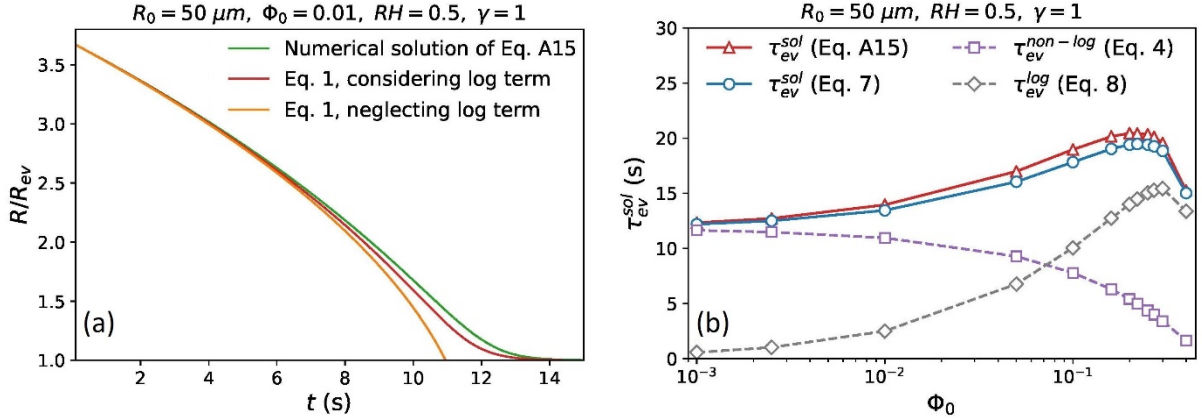 R₀ = 50 μm, Φ₀ = 0.01, RH = 0.5, γ = 1
Numerical solution of Eq. A15
Eq. 1, considering log term
Eq. 1, neglecting log term
R/R_ev
3.5
3.0
2.5
2.0
1.5
1.0
(a)
2 4 6 8 10 12 14
t (s)
R₀ = 50 μm, RH = 0.5, γ = 1
τ_ev^sol (Eq. A15) τ_ev^non−log (Eq. 4)
τ_ev^sol (Eq. 7) τ_ev^log (Eq. 8)
τ_ev^sol (s)
30
25
20
15
10
5
0
(b)
10⁻³ 10⁻² 10⁻¹
Φ₀